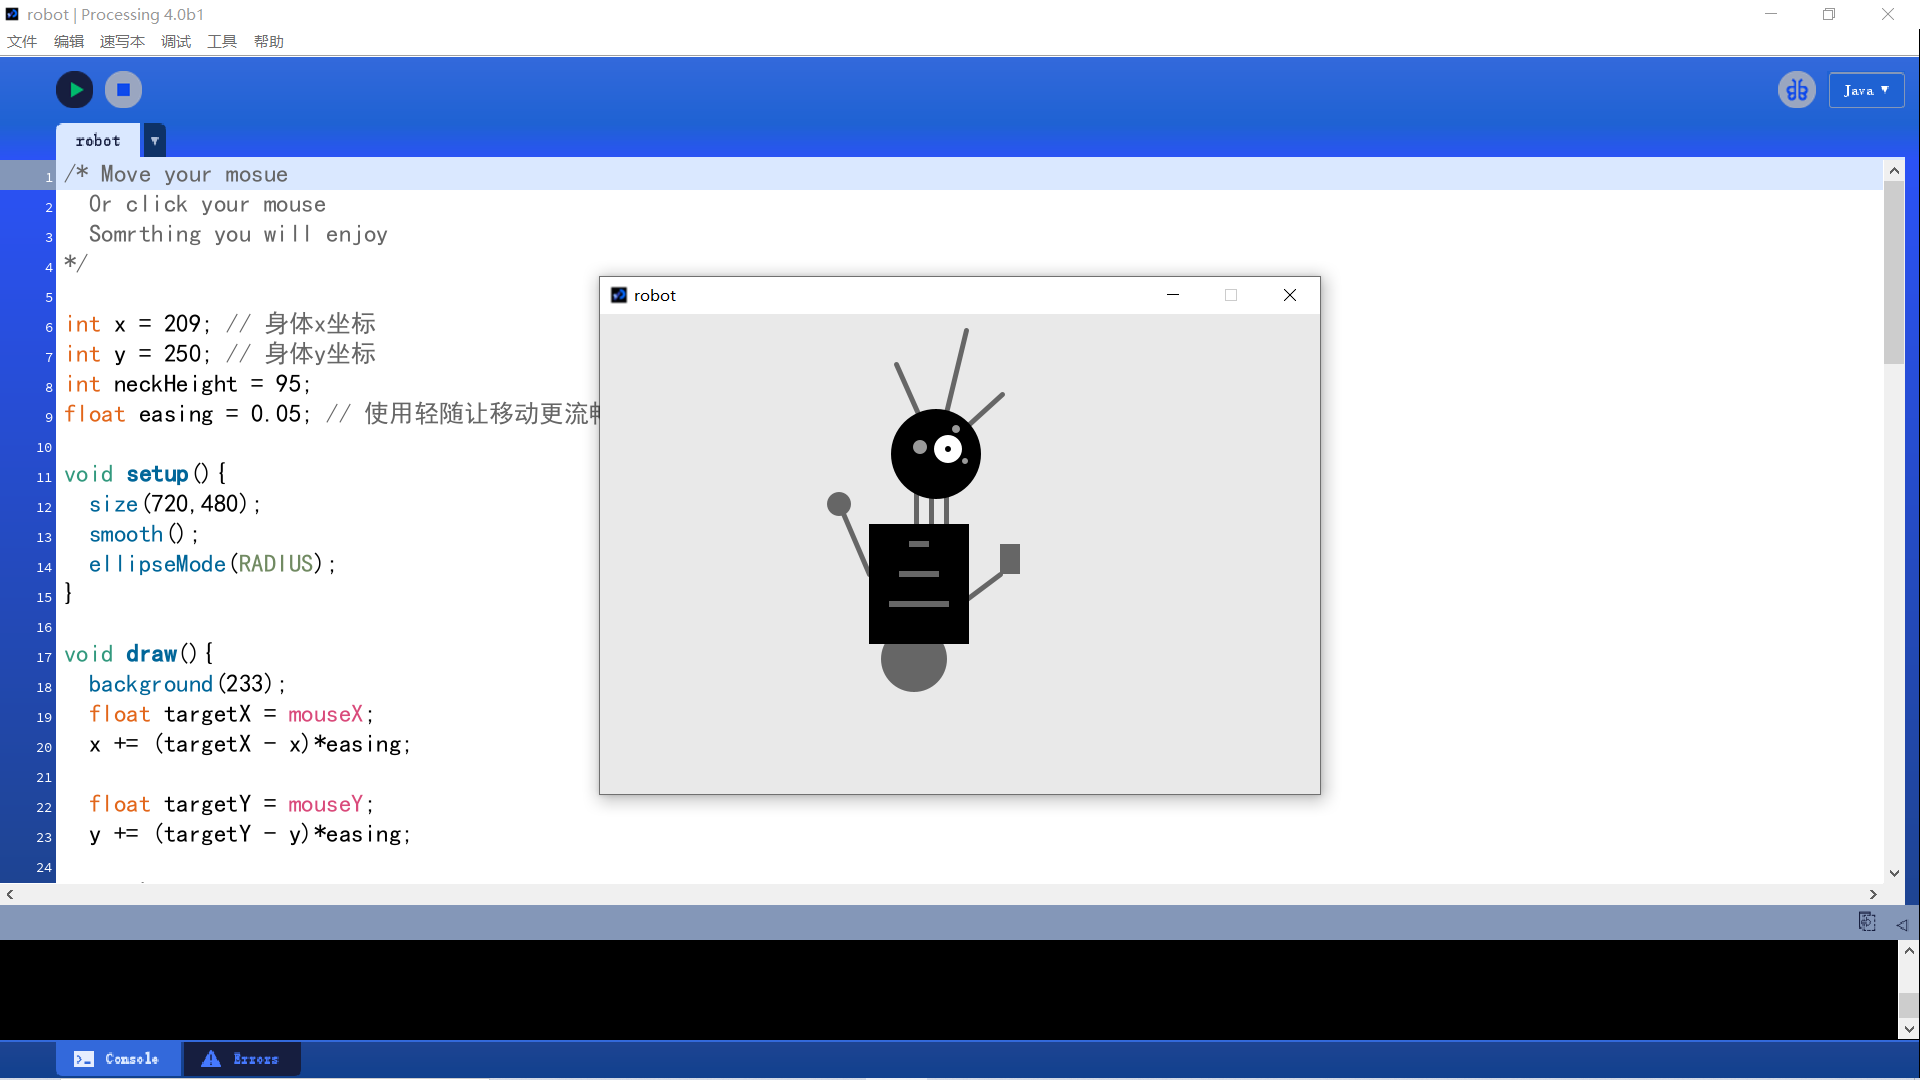 robot | Processing 4.0b1
文件 编辑 速写本 调试 工具 帮助
Java
robot
1 /* Move your mosue
2 Or click your mouse
3 Somrthing you will enjoy
4 */
5
6 int x = 209; // 身体x坐标
7 int y = 250; // 身体y坐标
8 int neckHeight = 95;
9 float easing = 0.05; // 使用轻随让移动更流
10
11 void setup(){
12 size(720,480);
13 smooth();
14 ellipseMode(RADIUS);
15 }
16
17 void draw(){
18 background(233);
19 float targetX = mouseX;
20 x += (targetX - x)*easing;
21
22 float targetY = mouseY;
23 y += (targetY - y)*easing;
24
robot
Console Errors